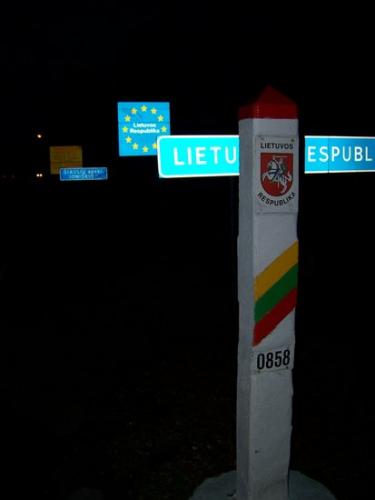 Lietuvos
Respublika
LIETU ESPUBL
LIETUVOS
RESPUBLIKA
0858